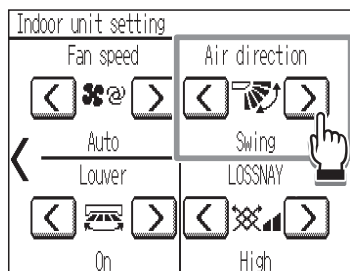 Indoor unit setting
Fan speed
Air direction
Auto
Swing
Louver
LOSSNAY
On
High